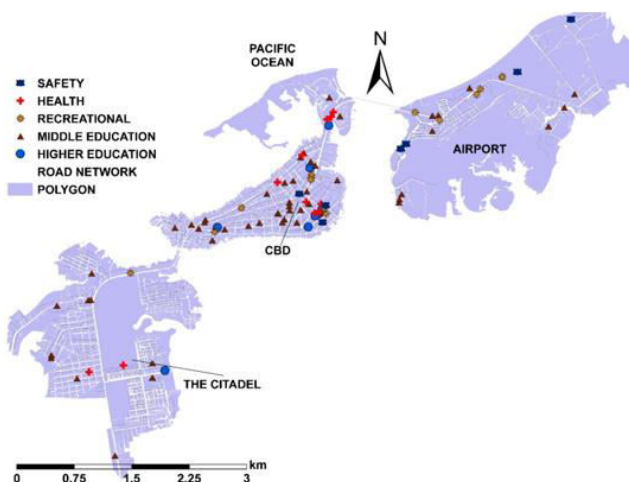 PACIFIC
OCEAN
N
SAFETY
HEALTH
RECREATIONAL
MIDDLE EDUCATION
HIGHER EDUCATION
ROAD NETWORK
POLYGON
AIRPORT
CBD
THE CITADEL
km
0 0.75 1.5 2.25 3